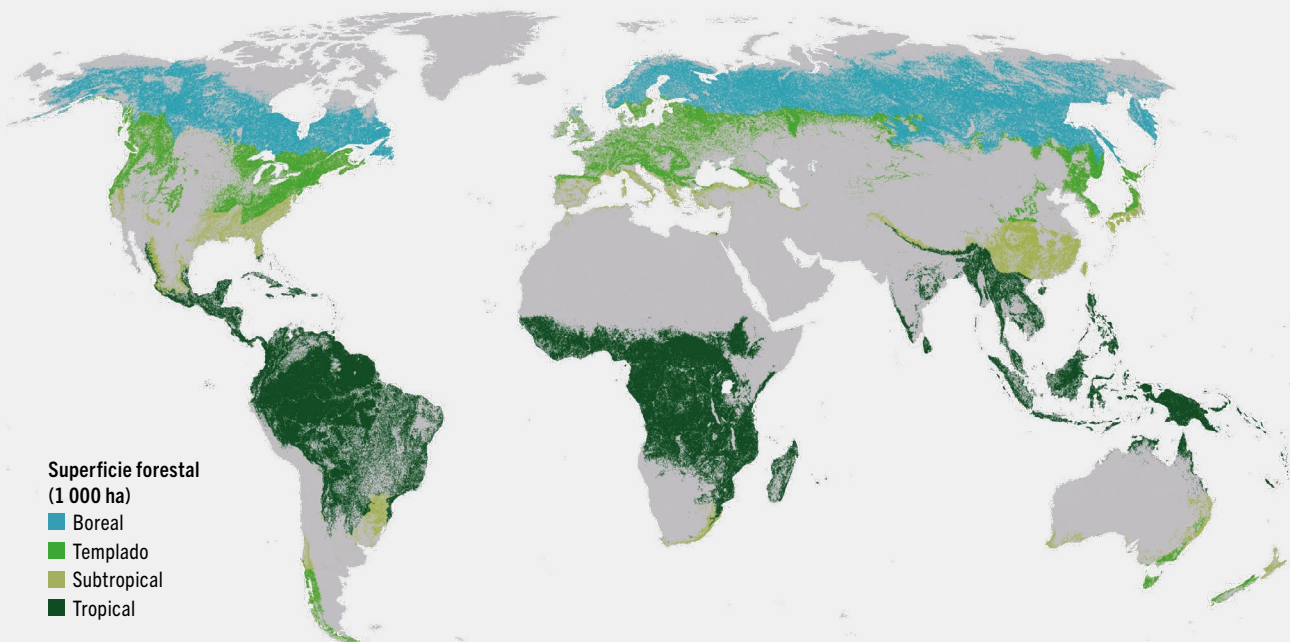 Superficie forestal
(1 000 ha)
Boreal
Templado
Subtropical
Tropical